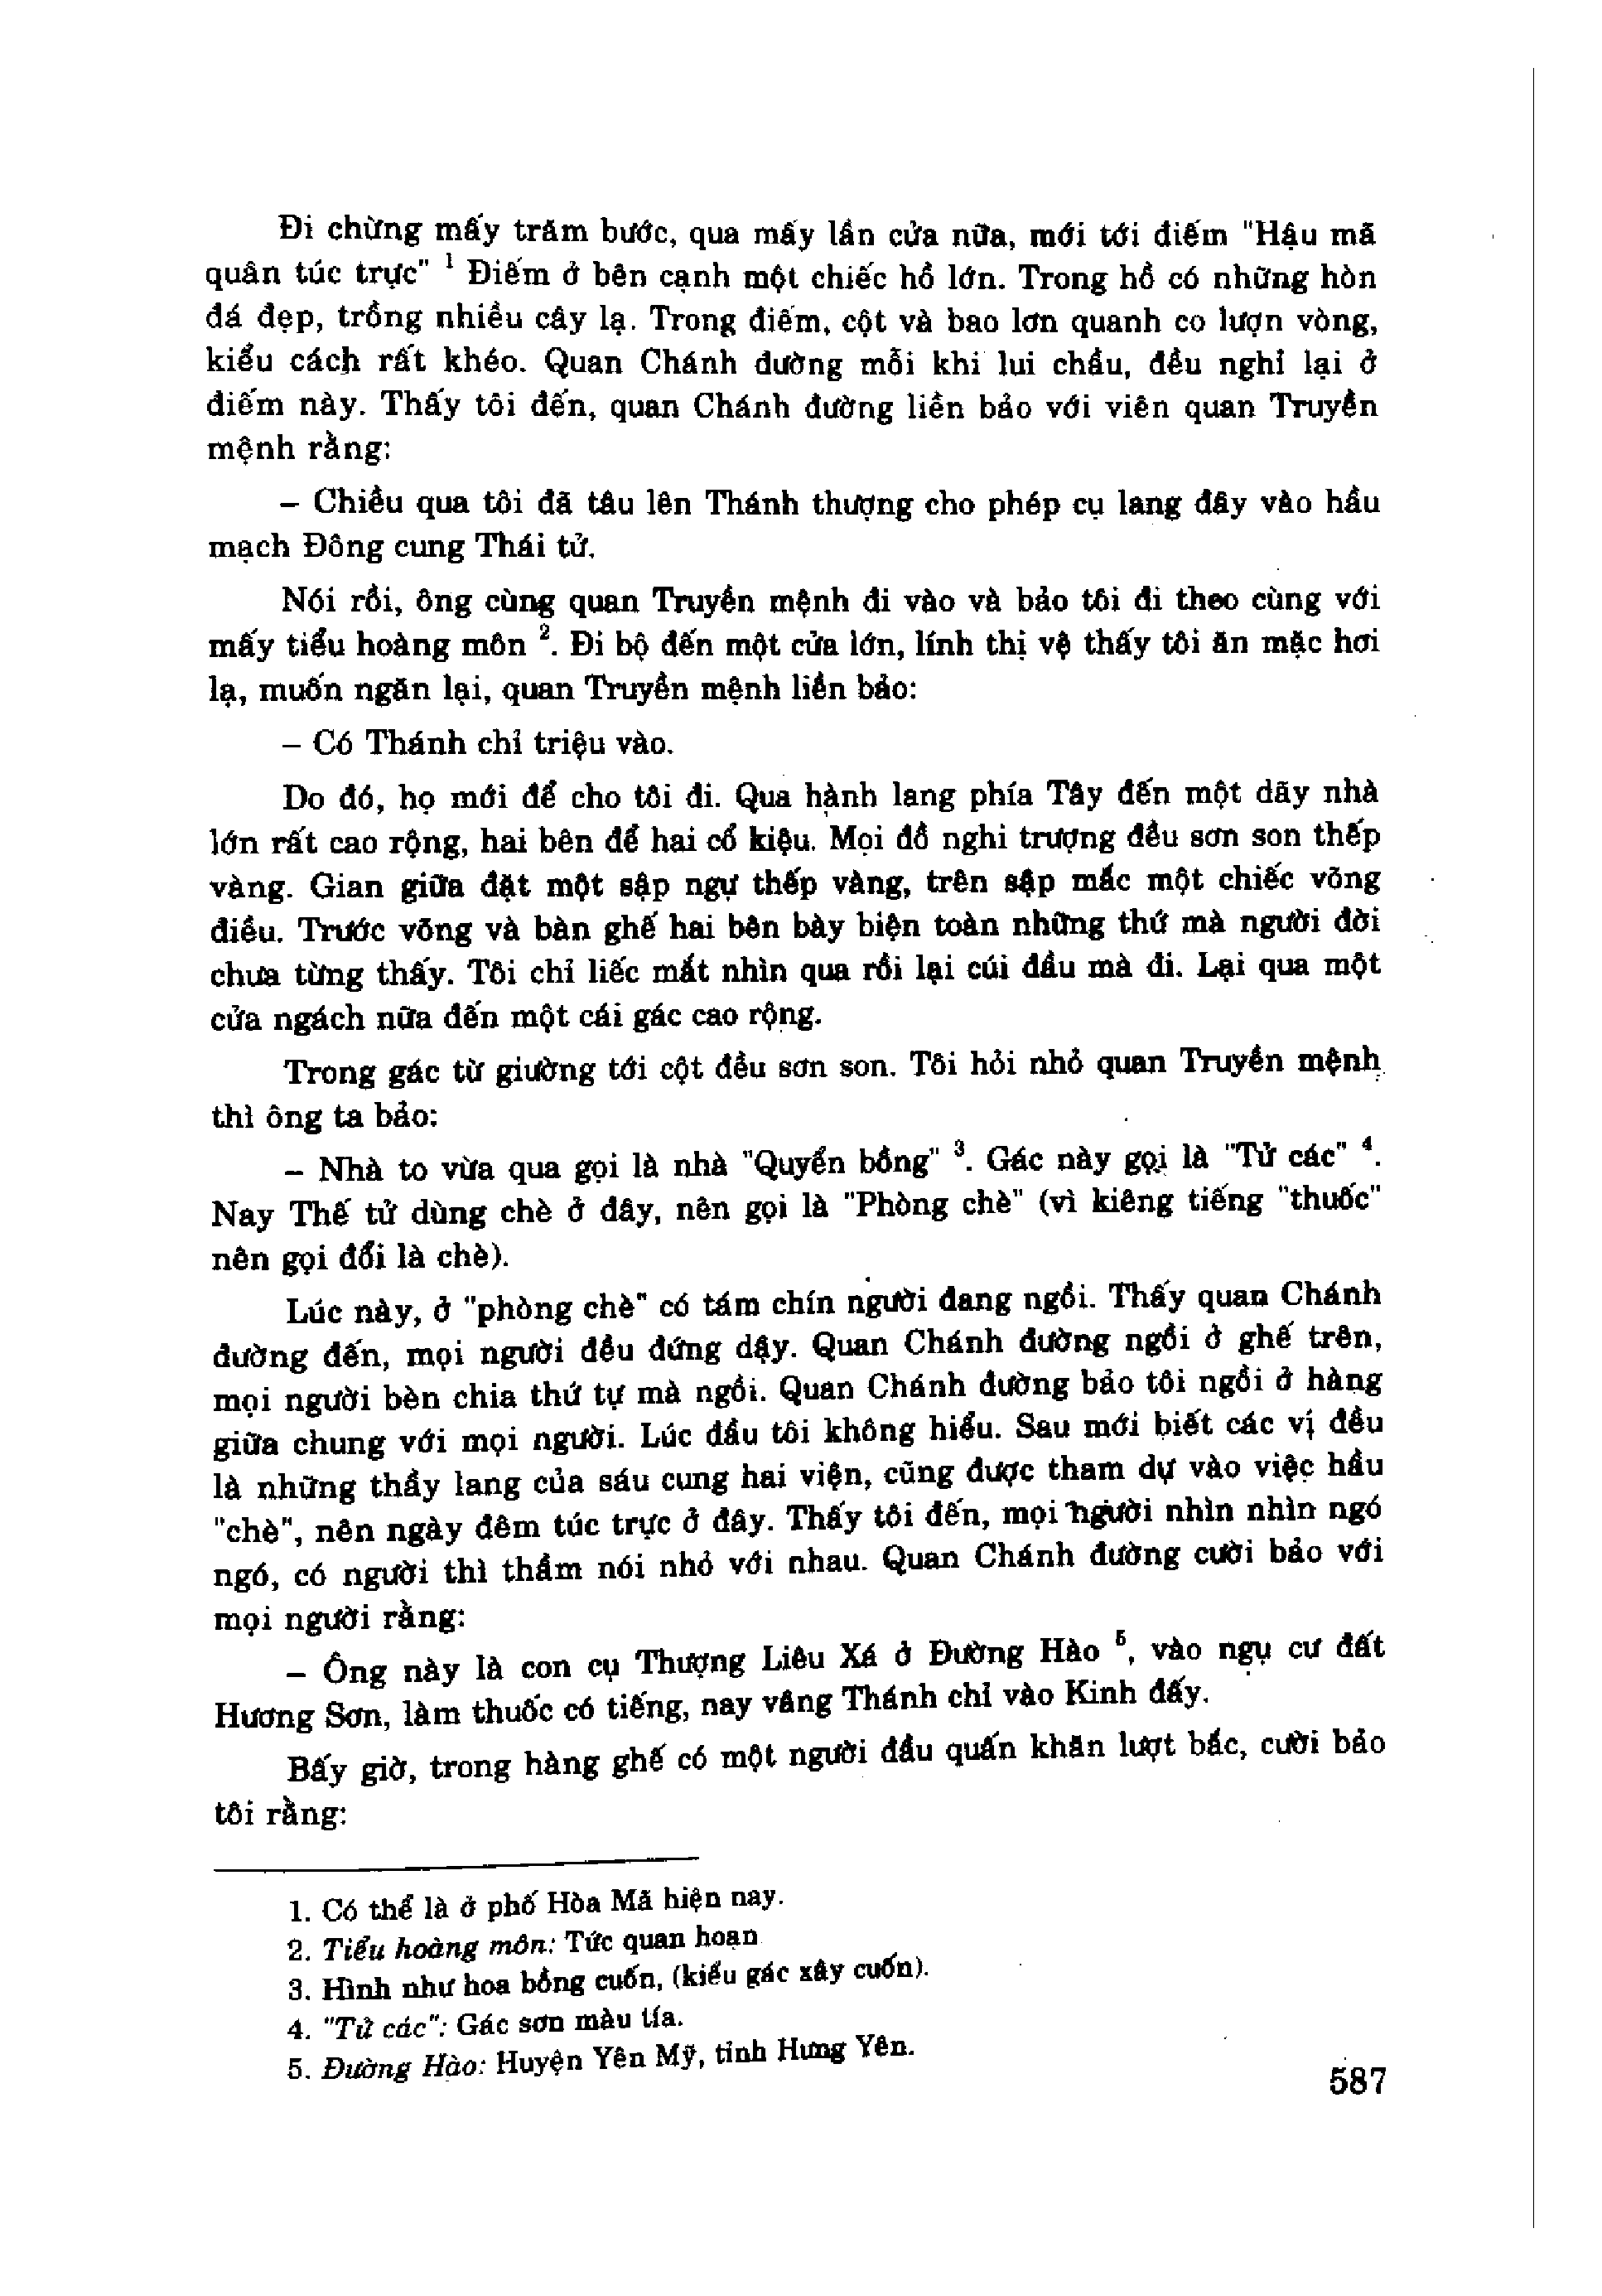 Đi chừng mấy trăm bước, qua mấy lần cửa nữa, mới tới điếm "Hậu mã
quân túc trực" ¹ Điếm ở bên cạnh một chiếc hồ lớn. Trong hồ có những hòn
đá đẹp, trồng nhiều cây lạ. Trong điếm, cột và bao lơn quanh co lượn vòng,
kiểu cách rất khéo. Quan Chánh đường mỗi khi lui chầu, đều nghỉ lại ở
điếm này. Thấy tôi đến, quan Chánh đường liền bảo với viên quan Truyền
mệnh rằng:
– Chiều qua tôi đã tâu lên Thánh thượng cho phép cụ lang đây vào hầu
mạch Đông cung Thái tử.
Nói rồi, ông cùng quan Truyền mệnh đi vào và bảo tôi đi theo cùng với
mấy tiểu hoàng môn ². Đi bộ đến một cửa lớn, lính thị vệ thấy tôi ăn mặc hơi
lạ, muốn ngăn lại, quan Truyền mệnh liền bảo:
– Có Thánh chỉ triệu vào.
Do đó, họ mới để cho tôi đi. Qua hành lang phía Tây đến một dãy nhà
lớn rất cao rộng, hai bên để hai cỗ kiệu. Mọi đồ nghi trượng đều sơn son thếp
vàng. Gian giữa đặt một sập ngự thếp vàng, trên sập mắc một chiếc võng
điều. Trước võng và bàn ghế hai bên bày biện toàn những thứ mà người đời
chưa từng thấy. Tôi chỉ liếc mắt nhìn qua rồi lại cúi đầu mà đi. Lại qua một
cửa ngách nữa đến một cái gác cao rộng.
Trong gác từ giường tới cột đều sơn son. Tôi hỏi nhỏ quan Truyền mệnh
thì ông ta bảo:
– Nhà to vừa qua gọi là nhà "Quyển bồng" ³. Gác này gọi là "Tử các" ⁴.
Nay Thế tử dùng chè ở đây, nên gọi là "Phòng chè" (vì kiêng tiếng "thuốc"
nên gọi đổi là chè).
Lúc này, ở "phòng chè" có tám chín người đang ngồi. Thấy quan Chánh
đường đến, mọi người đều đứng dậy. Quan Chánh đường ngồi ở ghế trên,
mọi người bèn chia thứ tự mà ngồi. Quan Chánh đường bảo tôi ngồi ở hàng
giữa chung với mọi người. Lúc đầu tôi không hiểu. Sau mới biết các vị đều
là những thầy lang của sáu cung hai viện, cũng được tham dự vào việc hầu
"chè", nên ngày đêm túc trực ở đây. Thấy tôi đến, mọi người nhìn nhìn ngó
ngó, có người thì thầm nói nhỏ với nhau. Quan Chánh đường cười bảo với
mọi người rằng:
– Ông này là con cụ Thượng Liêu Xá ở Đường Hào ⁵, vào ngụ cư đất
Hương Sơn, làm thuốc có tiếng, nay vâng Thánh chỉ vào Kinh đấy.
Bấy giờ, trong hàng ghế có một người đầu quấn khăn lượt bắc, cười bảo
tôi rằng:
1. Có thể là ở phố Hòa Mã hiện nay.
2. Tiểu hoàng môn: Tức quan hoạn
3. Hình như hoa bồng cuốn, (kiểu gác xây cuốn).
4. "Tử các": Gác sơn màu tía.
5. Đường Hào: Huyện Yên Mỹ, tỉnh Hưng Yên.
587